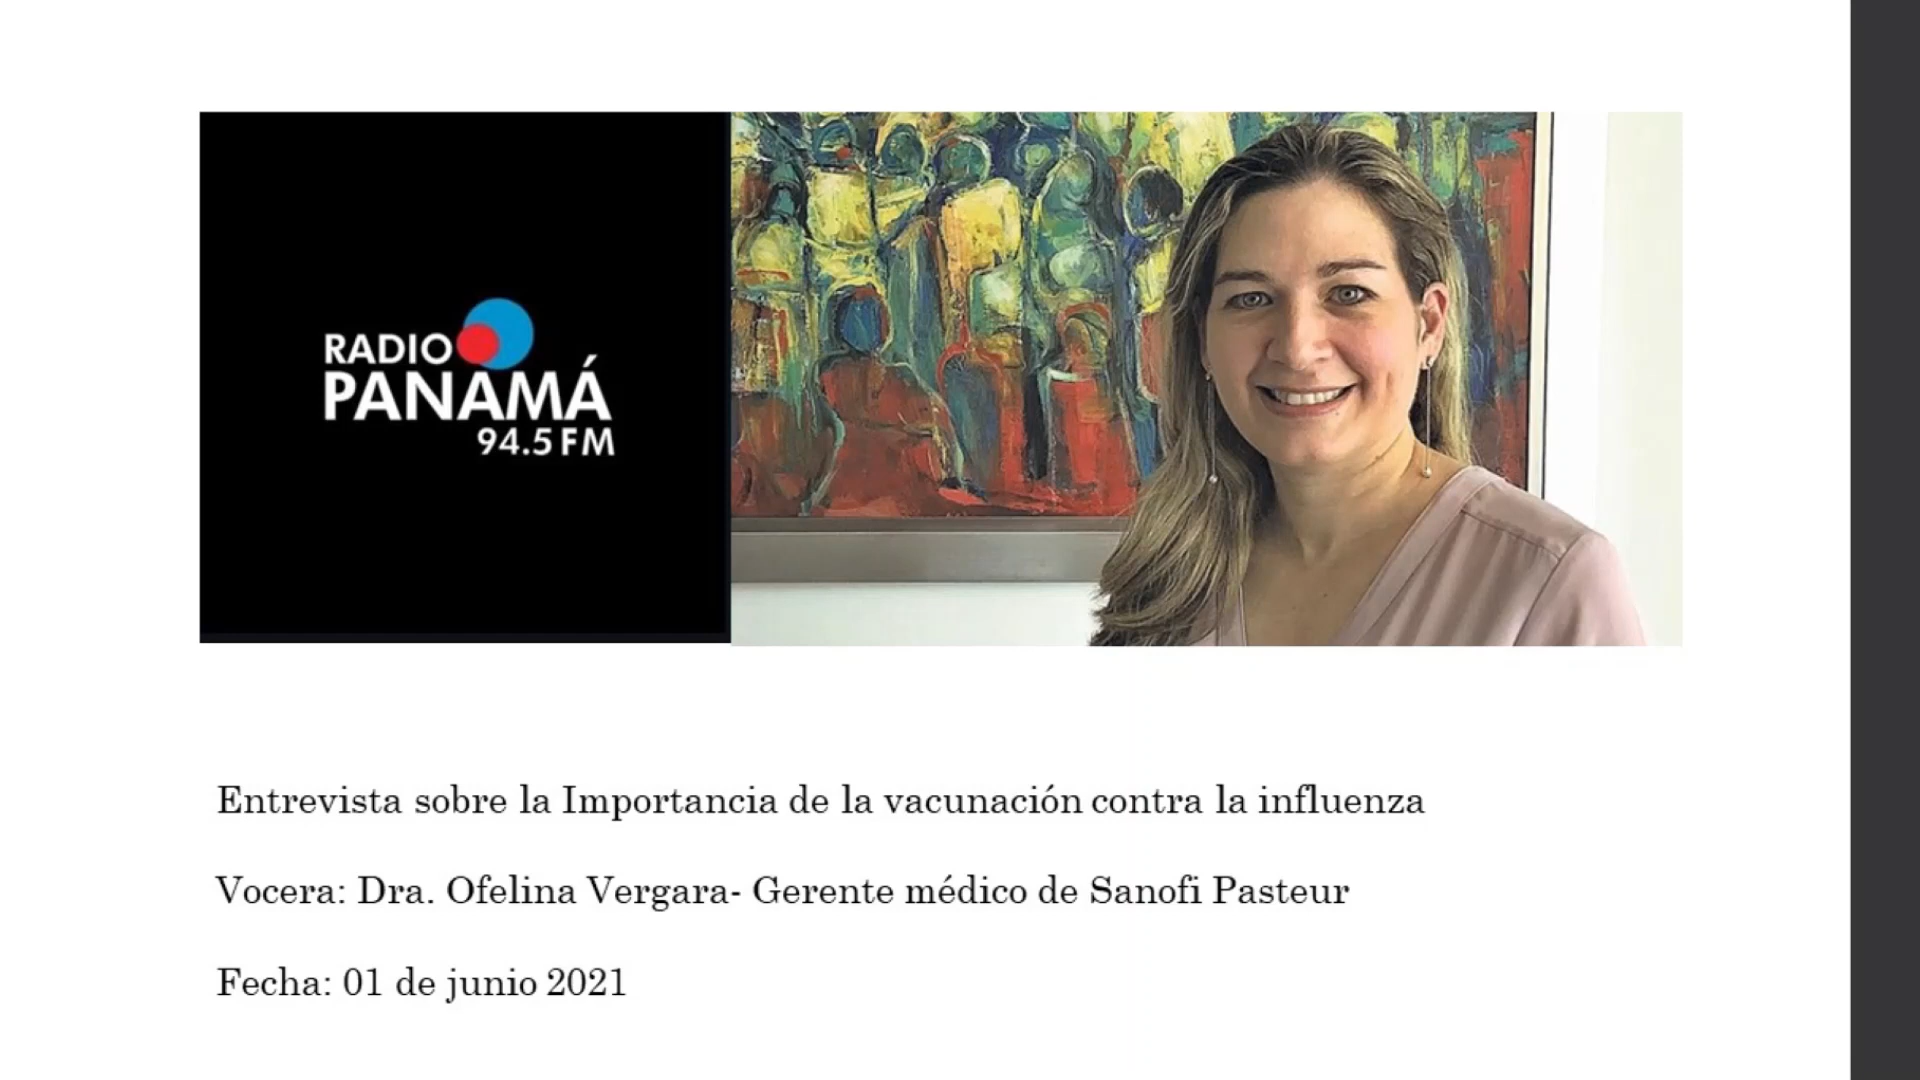 RADIO
PANAMÁ
94.5 FM
Entrevista sobre la Importancia de la vacunación contra la influenza
Vocera: Dra. Ofelina Vergara- Gerente médico de Sanofi Pasteur
Fecha: 01 de junio 2021